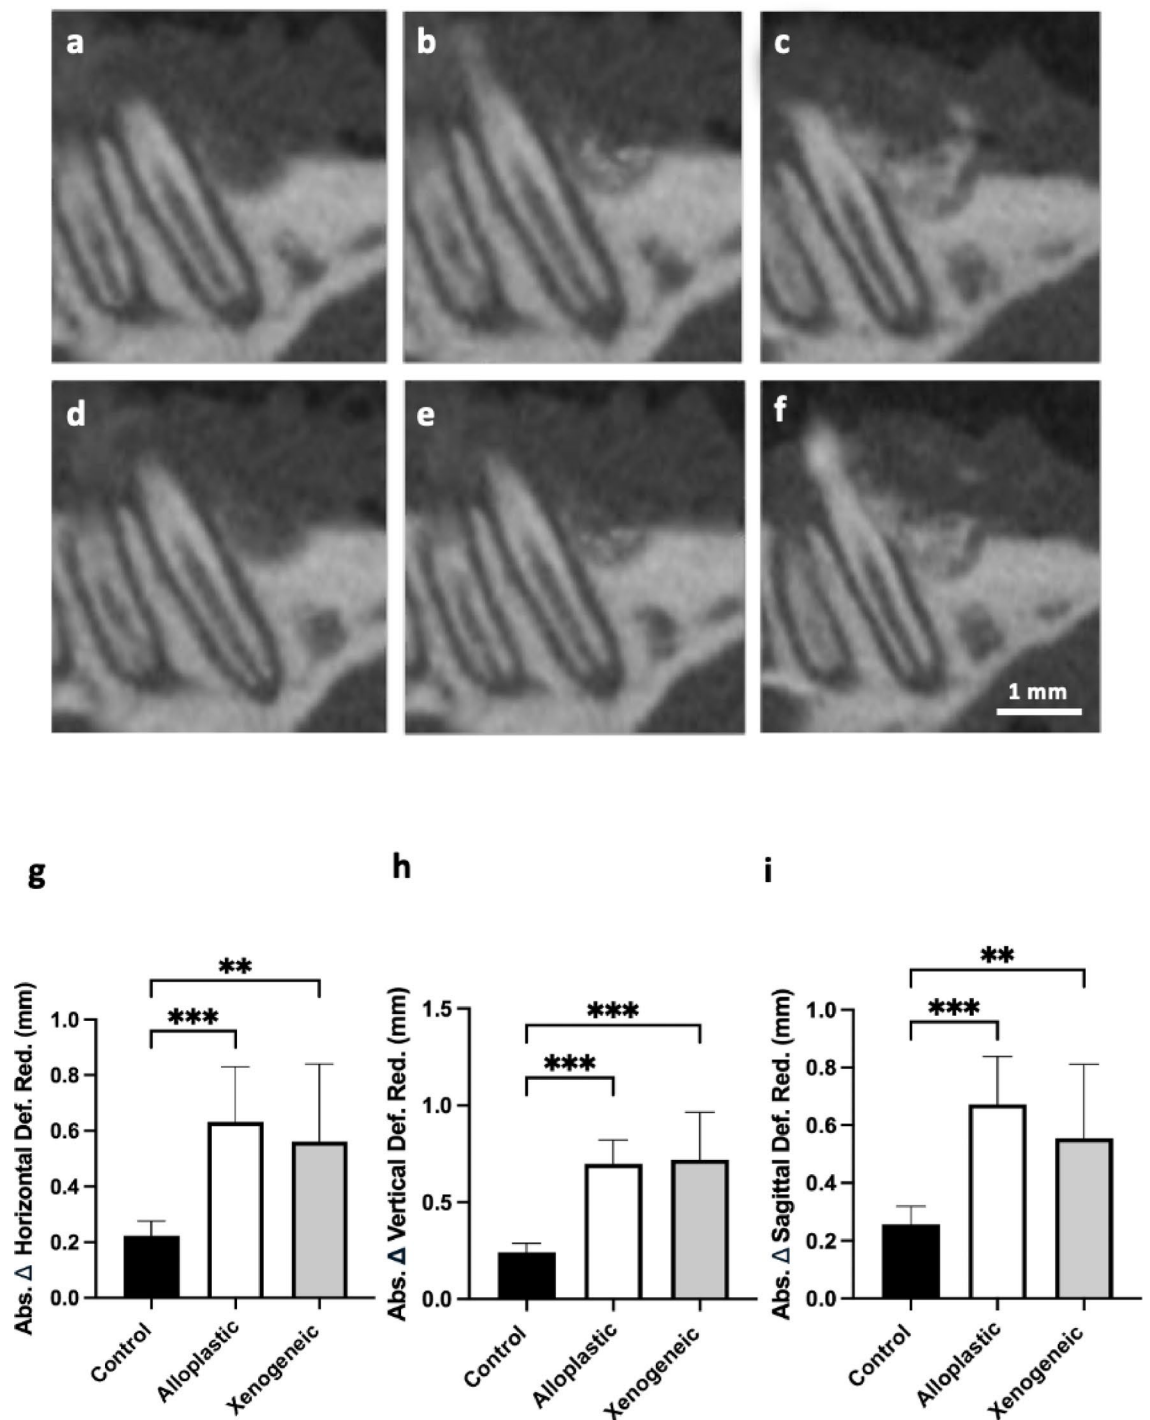 a
b
c
d
e
f
1 mm
g
h
i
Abs. Δ Horizontal Def. Red. (mm)
**
***
1.0
0.8
0.6
0.4
0.2
0.0
Control
Alloplastic
Xenogeneic
Abs. Δ Vertical Def. Red. (mm)
***
***
1.5
1.0
0.5
0.0
Control
Alloplastic
Xenogeneic
Abs. Δ Sagittal Def. Red. (mm)
**
***
1.0
0.8
0.6
0.4
0.2
0.0
Control
Alloplastic
Xenogeneic